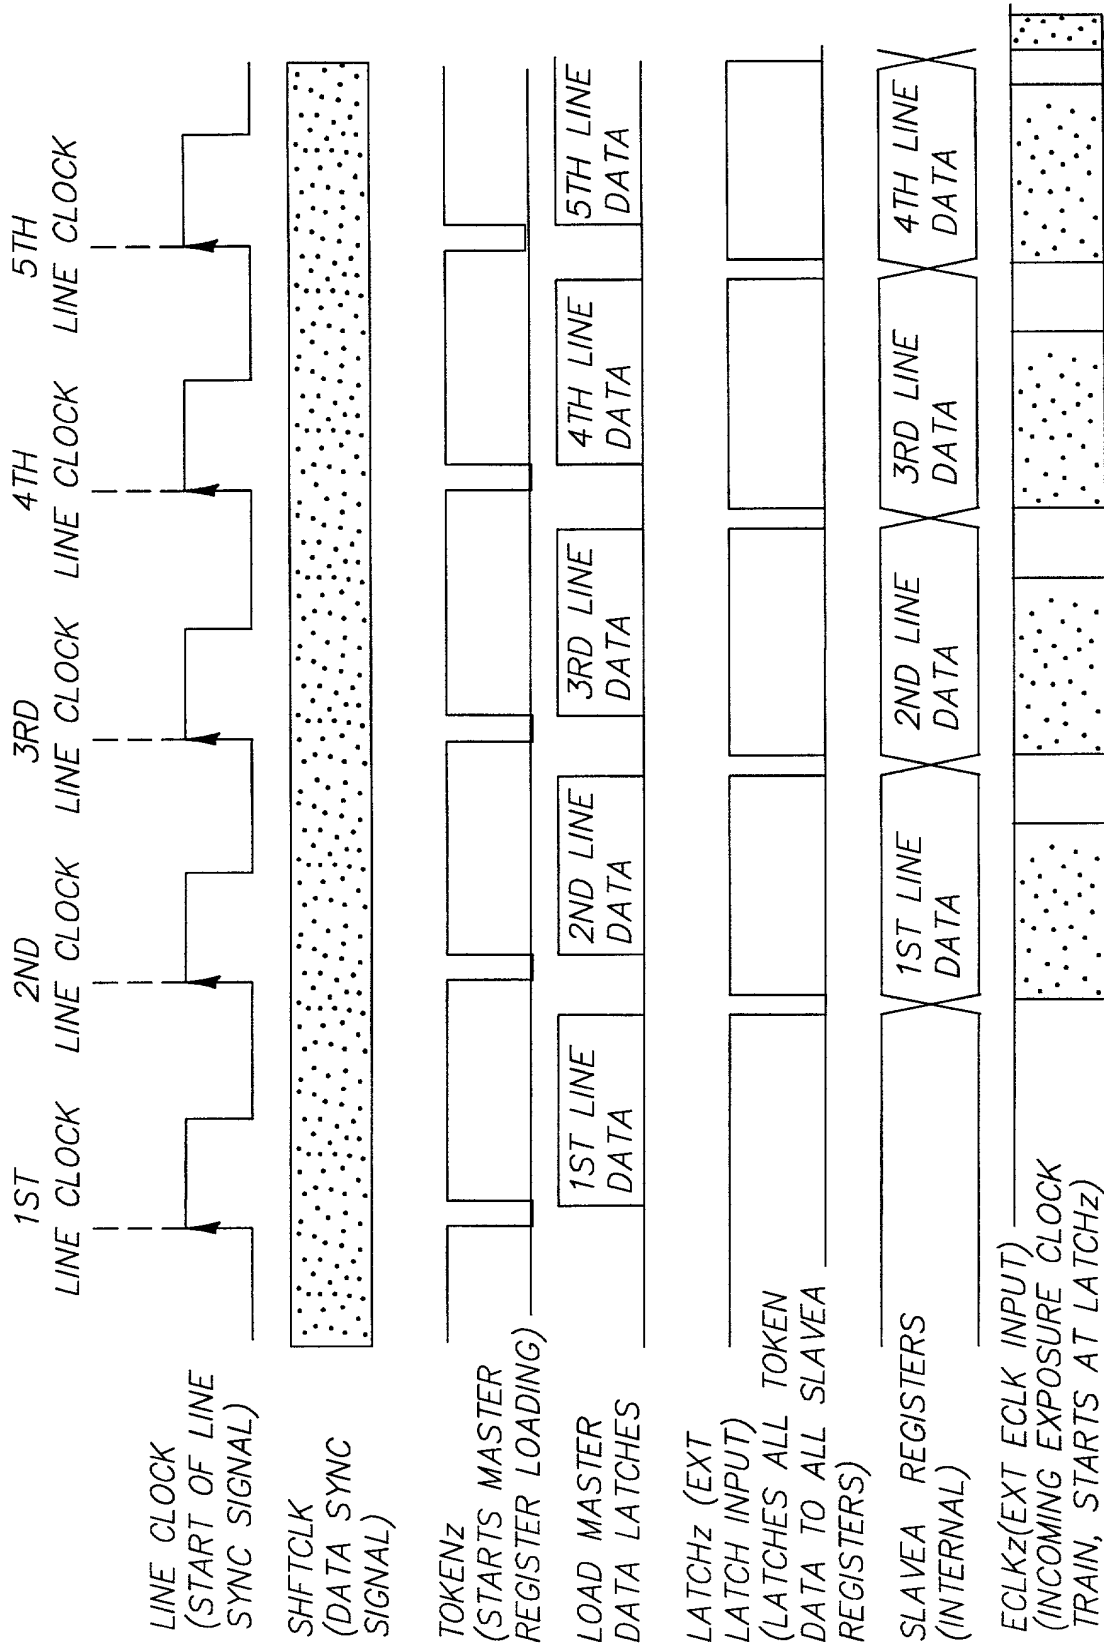 1ST
LINE CLOCK
2ND
LINE CLOCK
3RD
LINE CLOCK
4TH
LINE CLOCK
5TH
LINE CLOCK
LINE CLOCK
(START OF LINE
SYNC SIGNAL)
SHFTCLK
(DATA SYNC
SIGNAL)
TOKENz
(STARTS MASTER
REGISTER LOADING)
LOAD MASTER
DATA LATCHES
1ST LINE
DATA
2ND LINE
DATA
3RD LINE
DATA
4TH LINE
DATA
5TH LINE
DATA
LATCHz (EXT
LATCH INPUT)
(LATCHES ALL TOKEN
DATA TO ALL SLAVEA
REGISTERS)
SLAVEA REGISTERS
(INTERNAL)
1ST LINE
DATA
2ND LINE
DATA
3RD LINE
DATA
4TH LINE
DATA
ECLKz(EXT ECLK INPUT)
(INCOMING EXPOSURE CLOCK
TRAIN, STARTS AT LATCHz)